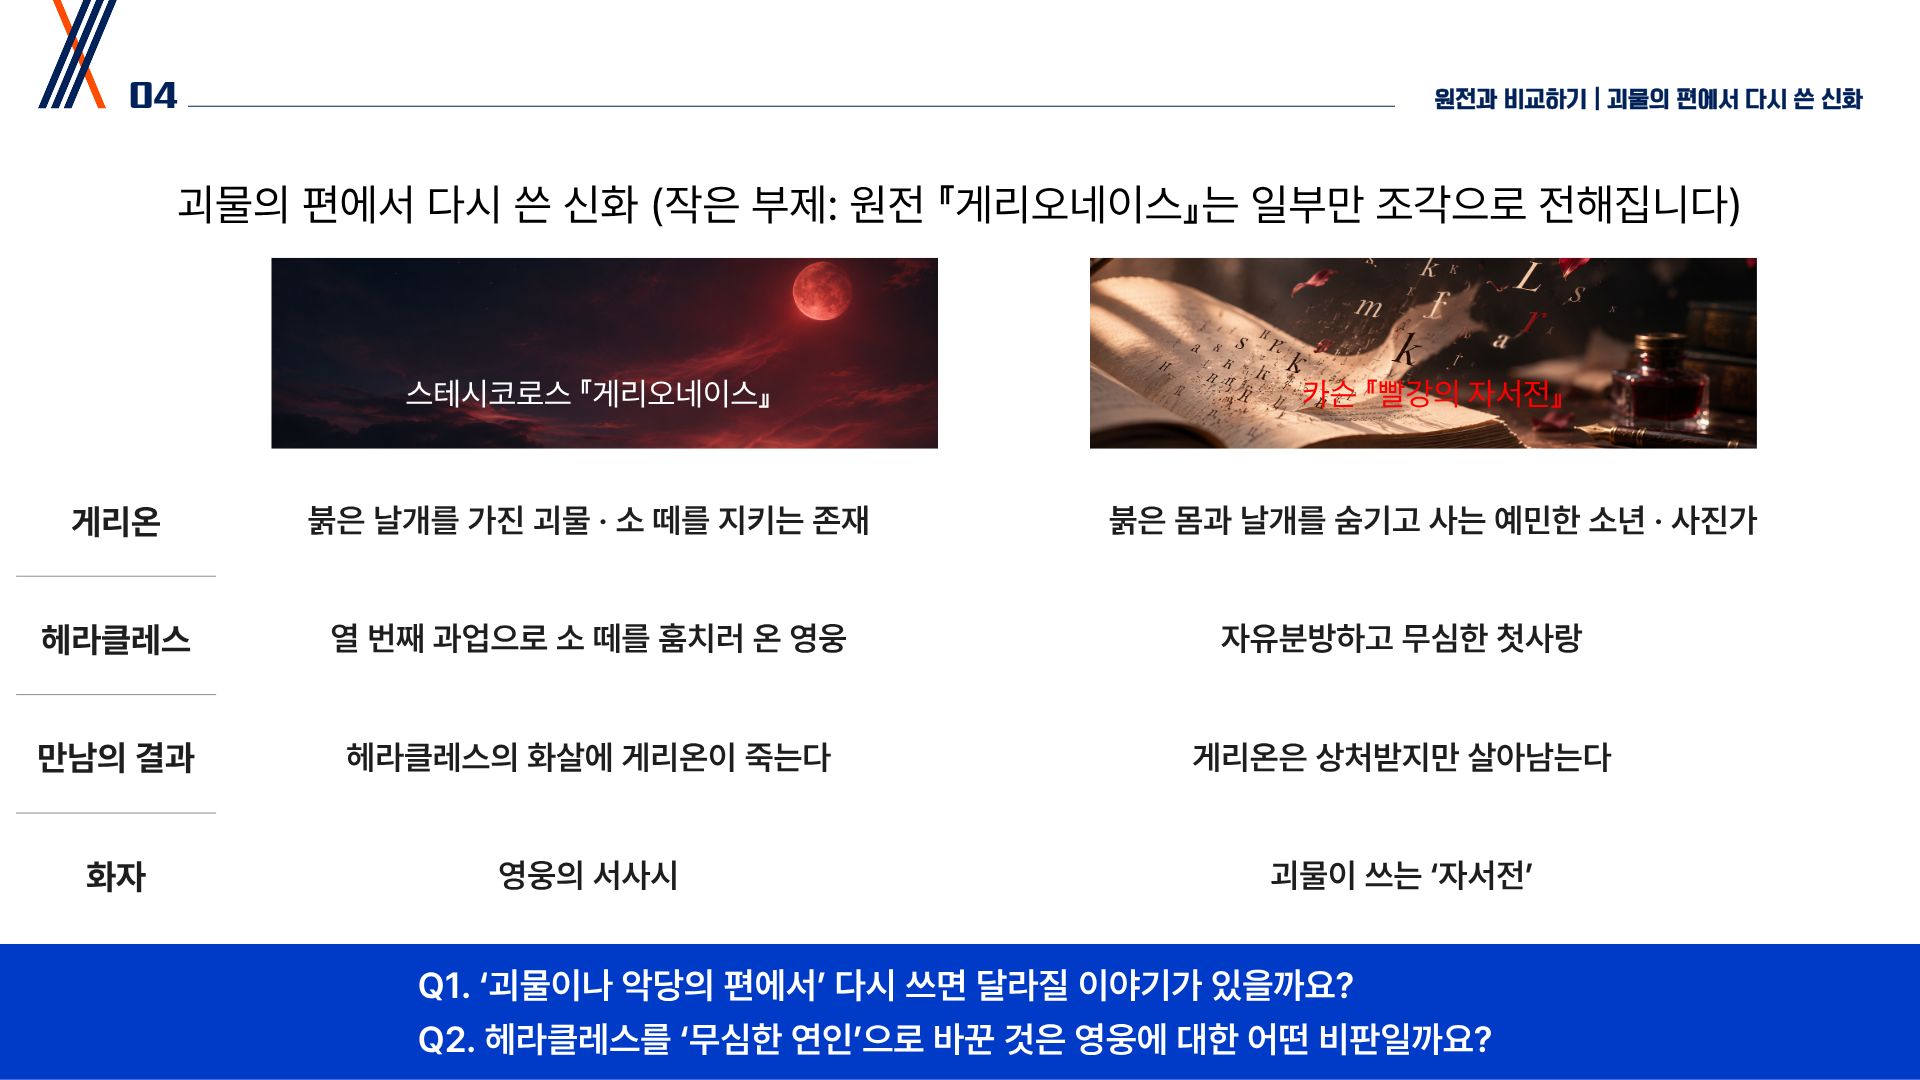 04
원전과 비교하기 | 괴물의 편에서 다시 쓴 신화
괴물의 편에서 다시 쓴 신화 (작은 부제: 원전 『게리오네이스』는 일부만 조각으로 전해집니다)
스테시코로스 『게리오네이스』
카슨 『빨강의 자서전』
게리온
붉은 날개를 가진 괴물 · 소 떼를 지키는 존재
붉은 몸과 날개를 숨기고 사는 예민한 소년 · 사진가
헤라클레스
열 번째 과업으로 소 떼를 훔치러 온 영웅
자유분방하고 무심한 첫사랑
만남의 결과
헤라클레스의 화살에 게리온이 죽는다
게리온은 상처받지만 살아남는다
화자
영웅의 서사시
괴물이 쓰는 ‘자서전’
Q1. ‘괴물이나 악당의 편에서’ 다시 쓰면 달라질 이야기가 있을까요?
Q2. 헤라클레스를 ‘무심한 연인’으로 바꾼 것은 영웅에 대한 어떤 비판일까요?